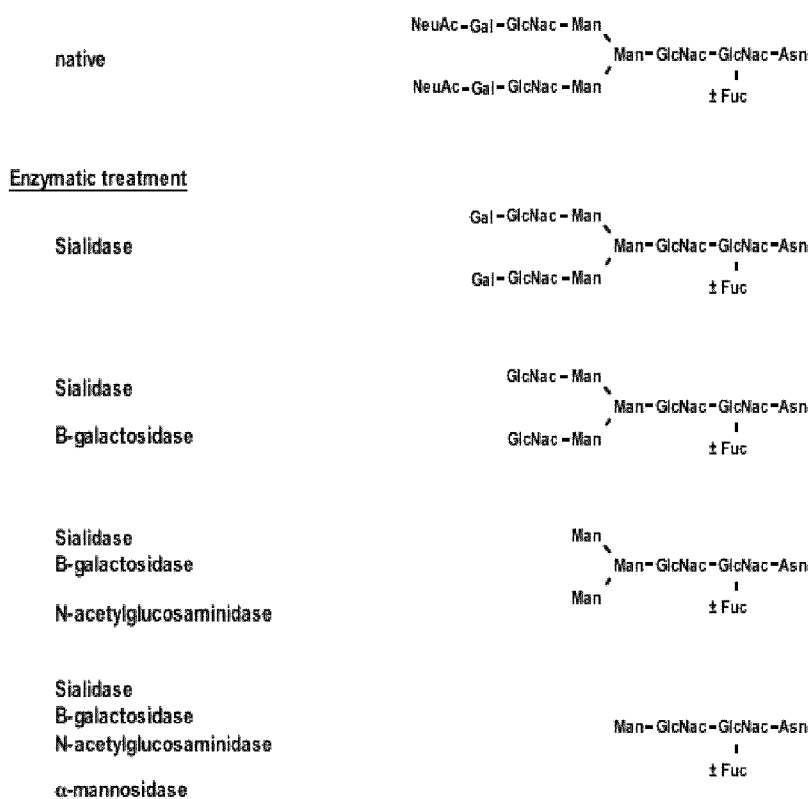 NeuAc-Gal-GlcNac-Man
native
Man-GlcNac-GlcNac-Asn
NeuAc-Gal-GlcNac-Man
± Fuc
Enzymatic treatment
Gal-GlcNac-Man
Sialidase
Man-GlcNac-GlcNac-Asn
Gal-GlcNac-Man
± Fuc
Sialidase
GlcNac-Man
Man-GlcNac-GlcNac-Asn
B-galactosidase
GlcNac-Man
± Fuc
Sialidase
Man
B-galactosidase
Man-GlcNac-GlcNac-Asn
Man
N-acetylglucosaminidase
± Fuc
Sialidase
B-galactosidase
Man-GlcNac-GlcNac-Asn
N-acetylglucosaminidase
± Fuc
α-mannosidase